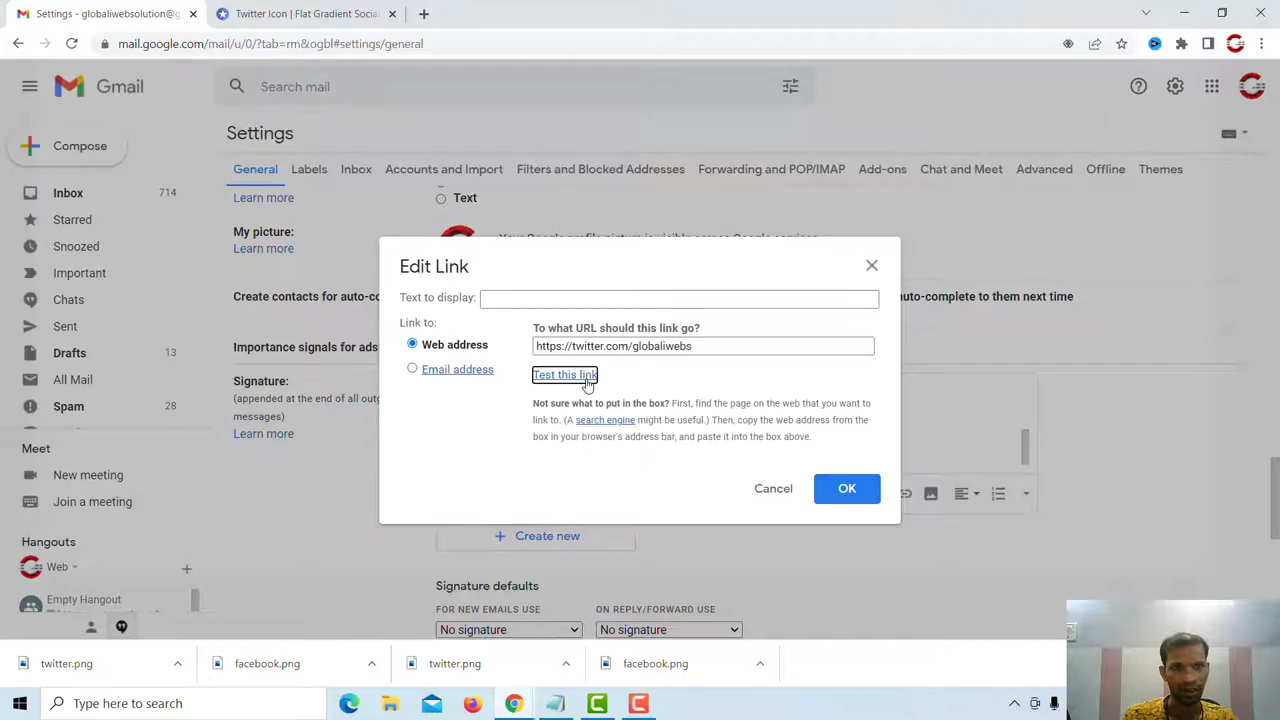 Settings - globaliwebsolution@g
Twitter Icon | Flat Gradient Socia
mail.google.com/mail/u/0/?tab=rm&ogbl#settings/general
Gmail
Search mail
Compose
Inbox 714
Starred
Snoozed
Important
Chats
Sent
Drafts 13
All Mail
Spam 28
Meet
New meeting
Join a meeting
Hangouts
Web
Empty Hangout
Settings
General Labels Inbox Accounts and Import Filters and Blocked Addresses Forwarding and POP/IMAP Add-ons Chat and Meet Advanced Offline Themes
Learn more
Text
My picture:
Learn more
Your Google profile picture is visible across Google services
Create contacts for auto-co
auto-complete to them next time
Importance signals for ads
Signature:
(appended at the end of all outg
messages)
Learn more
Edit Link
Text to display:
Link to:
To what URL should this link go?
Web address
https://twitter.com/globaliwebs
Email address
Test this link
Not sure what to put in the box? First, find the page on the web that you want to
link to. (A search engine might be useful.) Then, copy the web address from the
box in your browser's address bar, and paste it into the box above.
Cancel
OK
Create new
Signature defaults
FOR NEW EMAILS USE
ON REPLY/FORWARD USE
No signature
No signature
twitter.png
facebook.png
twitter.png
facebook.png
Type here to search